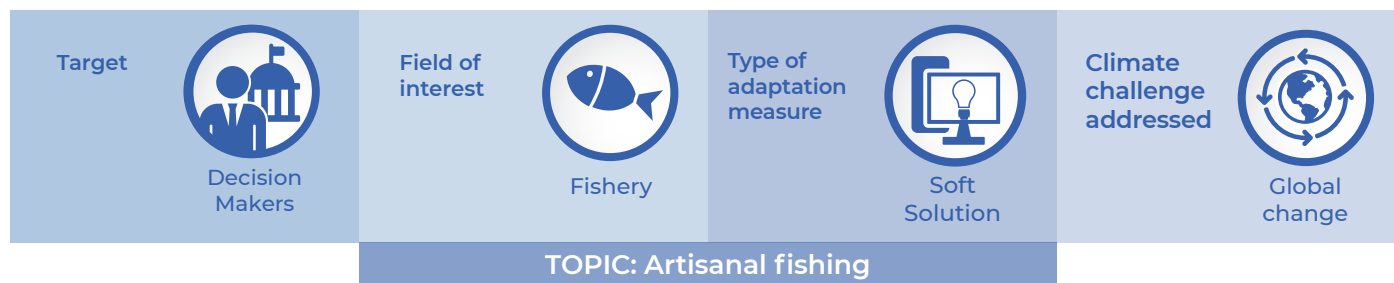 Target
Decision
Makers
Field of
interest
Fishery
Type of
adaptation
measure
Soft
Solution
Climate
challenge
addressed
Global
change
TOPIC: Artisanal fishing